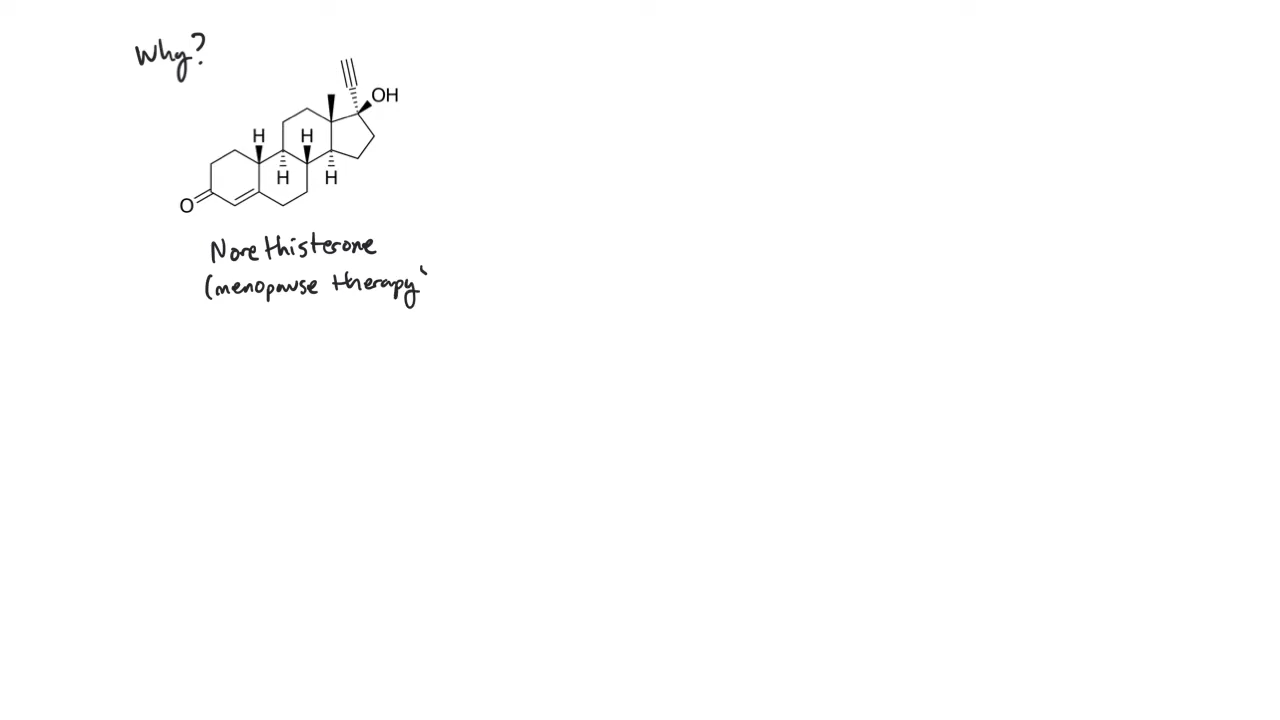 Why?
OH
H H
H H
O
Norethisterone
(menopause therapy